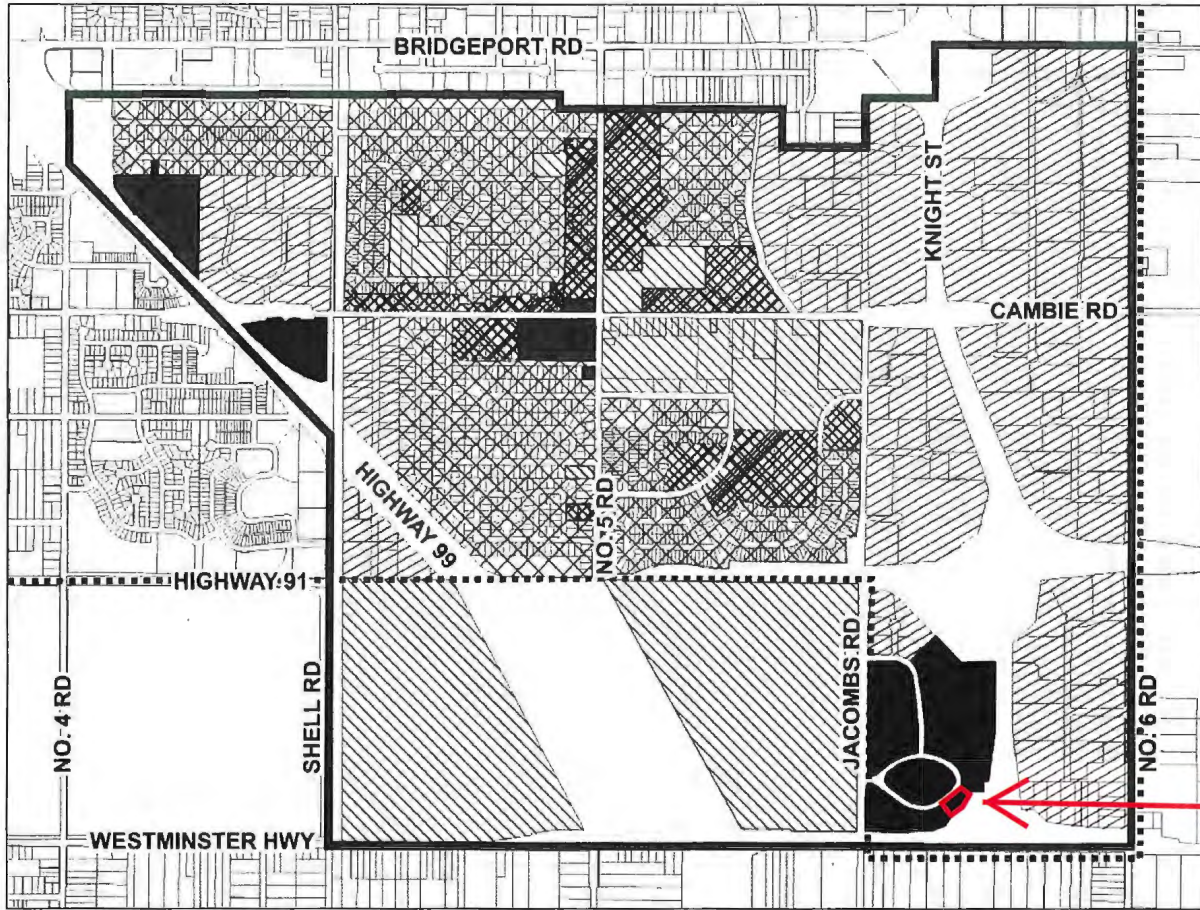 BRIDGEPORT RD
KNIGHT ST
CAMBIE RD
HIGHWAY 99
NO. 5 RD
HIGHWAY 91
NO. 4 RD
SHELL RD
JACOMBS RD
NO. 6 RD
WESTMINSTER HWY